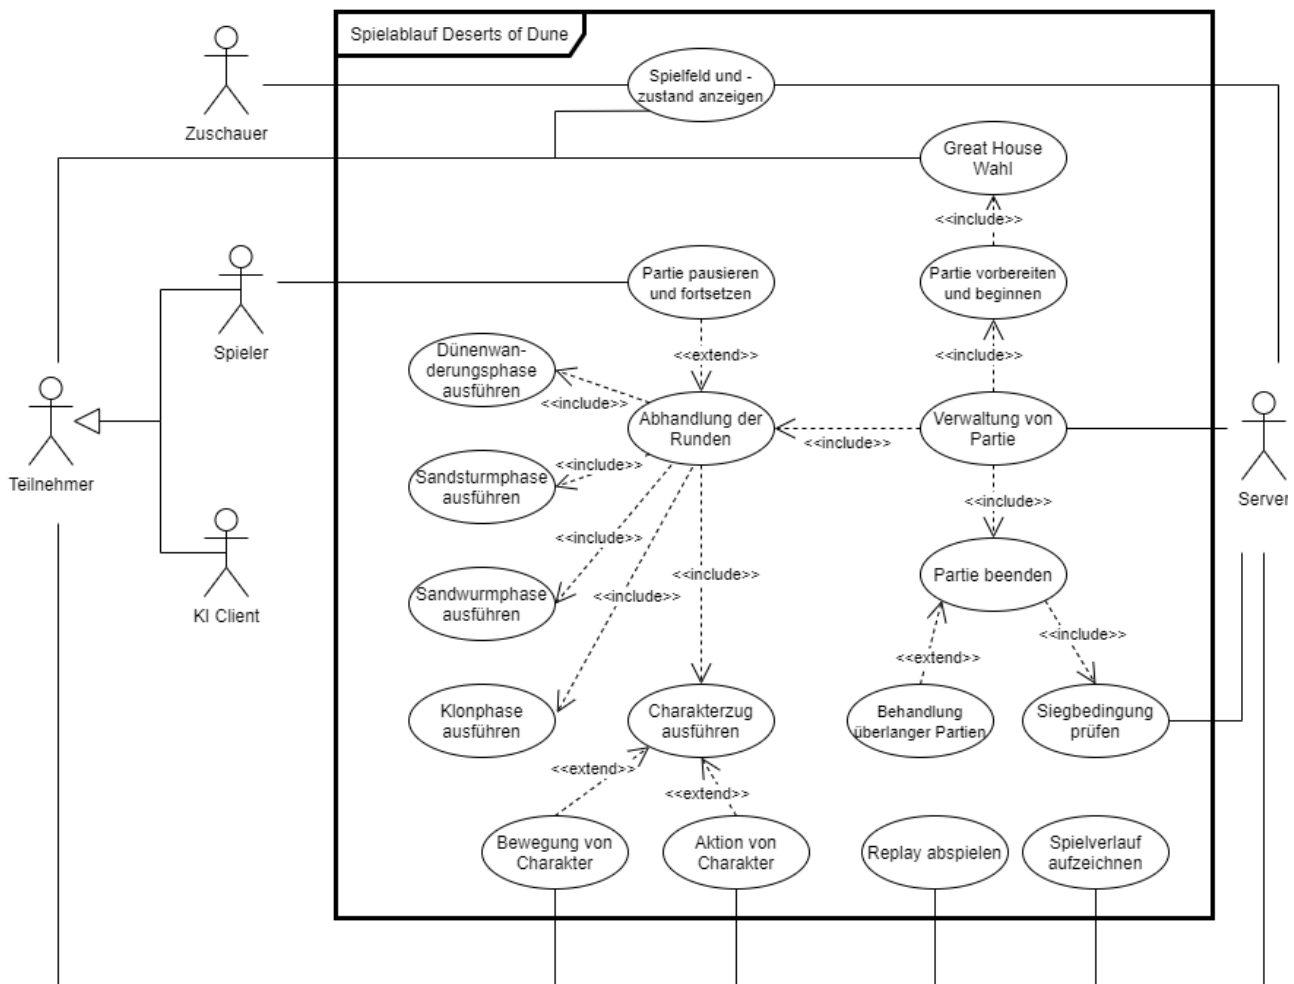 Spielablauf Deserts of Dune
Spielfeld und -
zustand anzeigen
Zuschauer
Great House
Wahl
<<include>>
Spieler
Partie pausieren
und fortsetzen
Partie vorbereiten
und beginnen
<<extend>>
<<include>>
Dünenwan-
derungsphase
ausführen
<<include>>
Abhandlung der
Runden
<<include>>
Verwaltung von
Partie
Teilnehmer
Server
Sandsturmphase
ausführen
<<include>>
<<include>>
<<include>>
<<include>>
<<include>>
KI Client
Sandwurmphase
ausführen
Partie beenden
<<extend>>
<<include>>
Klonphase
ausführen
Charakterzug
ausführen
Behandlung
überlanger Partien
Siegbedingung
prüfen
<<extend>>
<<extend>>
Bewegung von
Charakter
Aktion von
Charakter
Replay abspielen
Spielverlauf
aufzeichnen